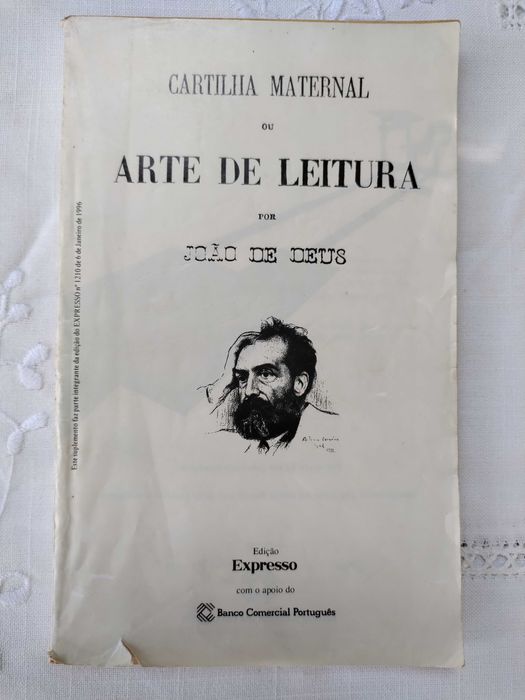 CARTILHA MATERNAL
OU
ARTE DE LEITURA
POR
JOÃO DE DEUS
Este suplemento faz parte integrante da edição do EXPRESSO nº 1210 de 6 de Janeiro de 1996
Edição
Expresso
com o apoio do
Banco Comercial Português